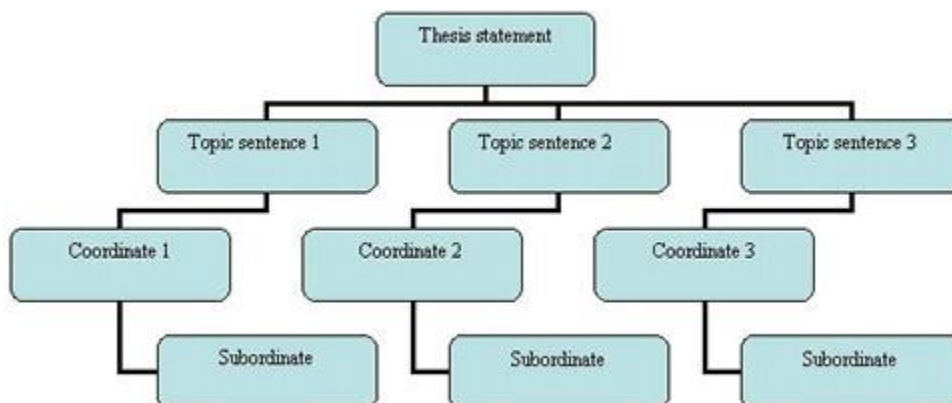 Thesis statement
Topic sentence 1
Topic sentence 2
Topic sentence 3
Coordinate 1
Coordinate 2
Coordinate 3
Subordinate
Subordinate
Subordinate